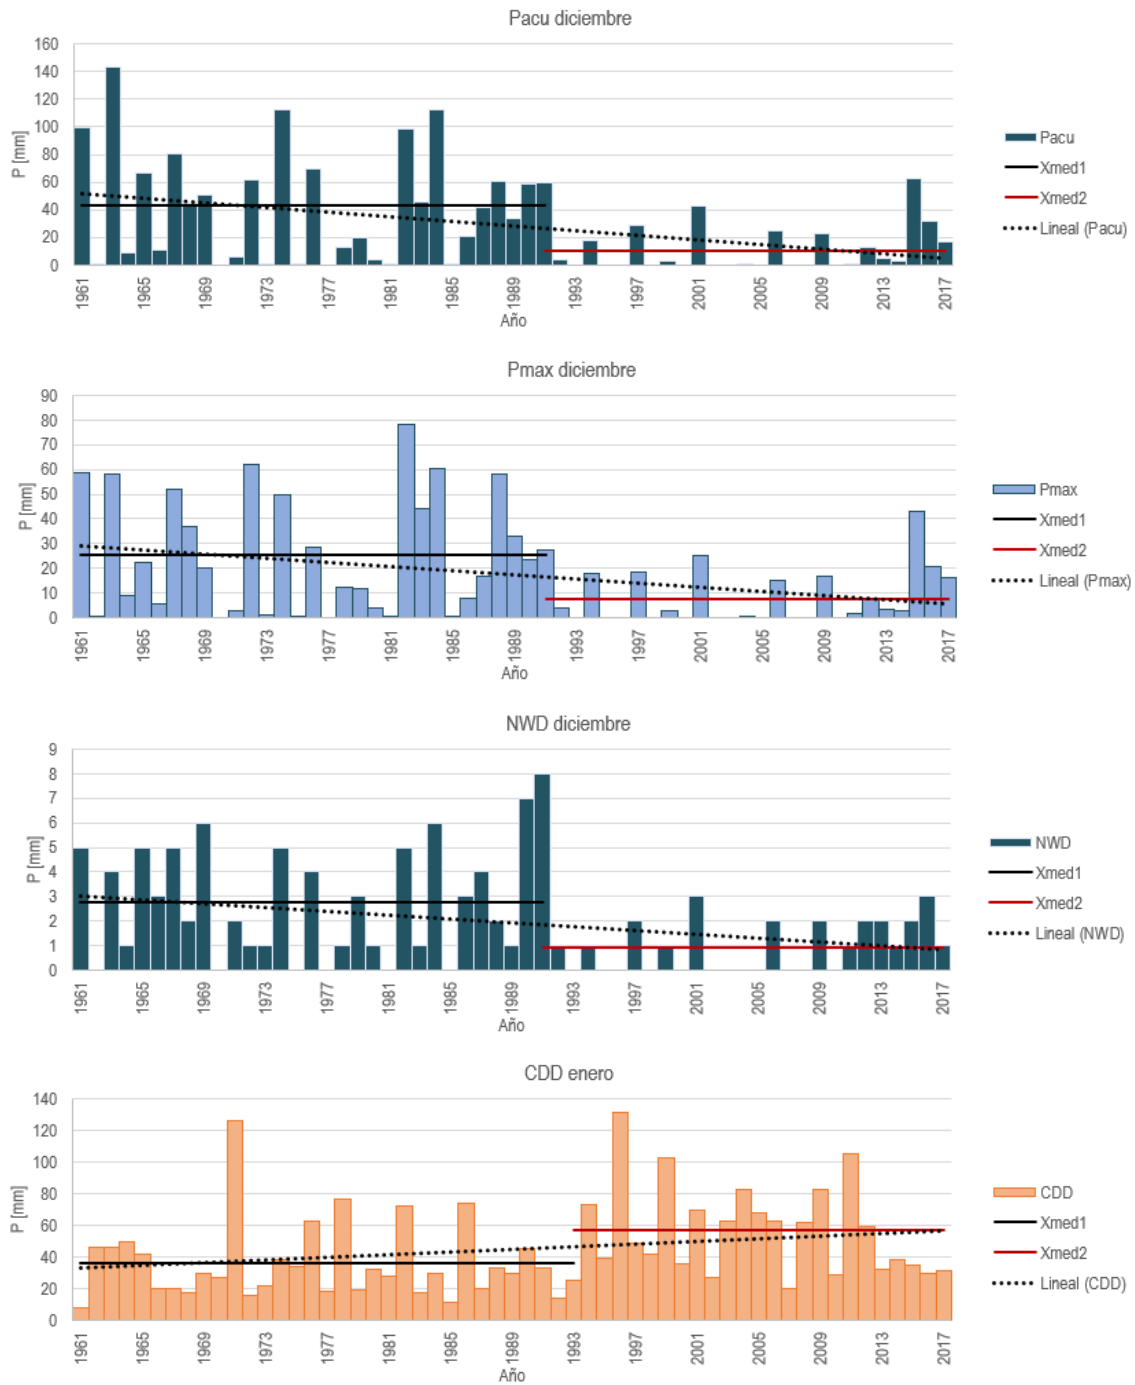 Pacu diciembre
160
140
120
100
80
60
40
20
0
P [mm]
1961 1965 1969 1973 1977 1981 1985 1989 1993 1997 2001 2005 2009 2013 2017
Año
Pacu
Xmed1
Xmed2
Lineal (Pacu)
Pmax diciembre
90
80
70
60
50
40
30
20
10
0
P [mm]
1961 1965 1969 1973 1977 1981 1985 1989 1993 1997 2001 2005 2009 2013 2017
Año
Pmax
Xmed1
Xmed2
Lineal (Pmax)
NWD diciembre
9
8
7
6
5
4
3
2
1
0
P [mm]
1961 1965 1969 1973 1977 1981 1985 1989 1993 1997 2001 2005 2009 2013 2017
Año
NWD
Xmed1
Xmed2
Lineal (NWD)
CDD enero
140
120
100
80
60
40
20
0
P [mm]
1961 1965 1969 1973 1977 1981 1985 1989 1993 1997 2001 2005 2009 2013 2017
Año
CDD
Xmed1
Xmed2
Lineal (CDD)